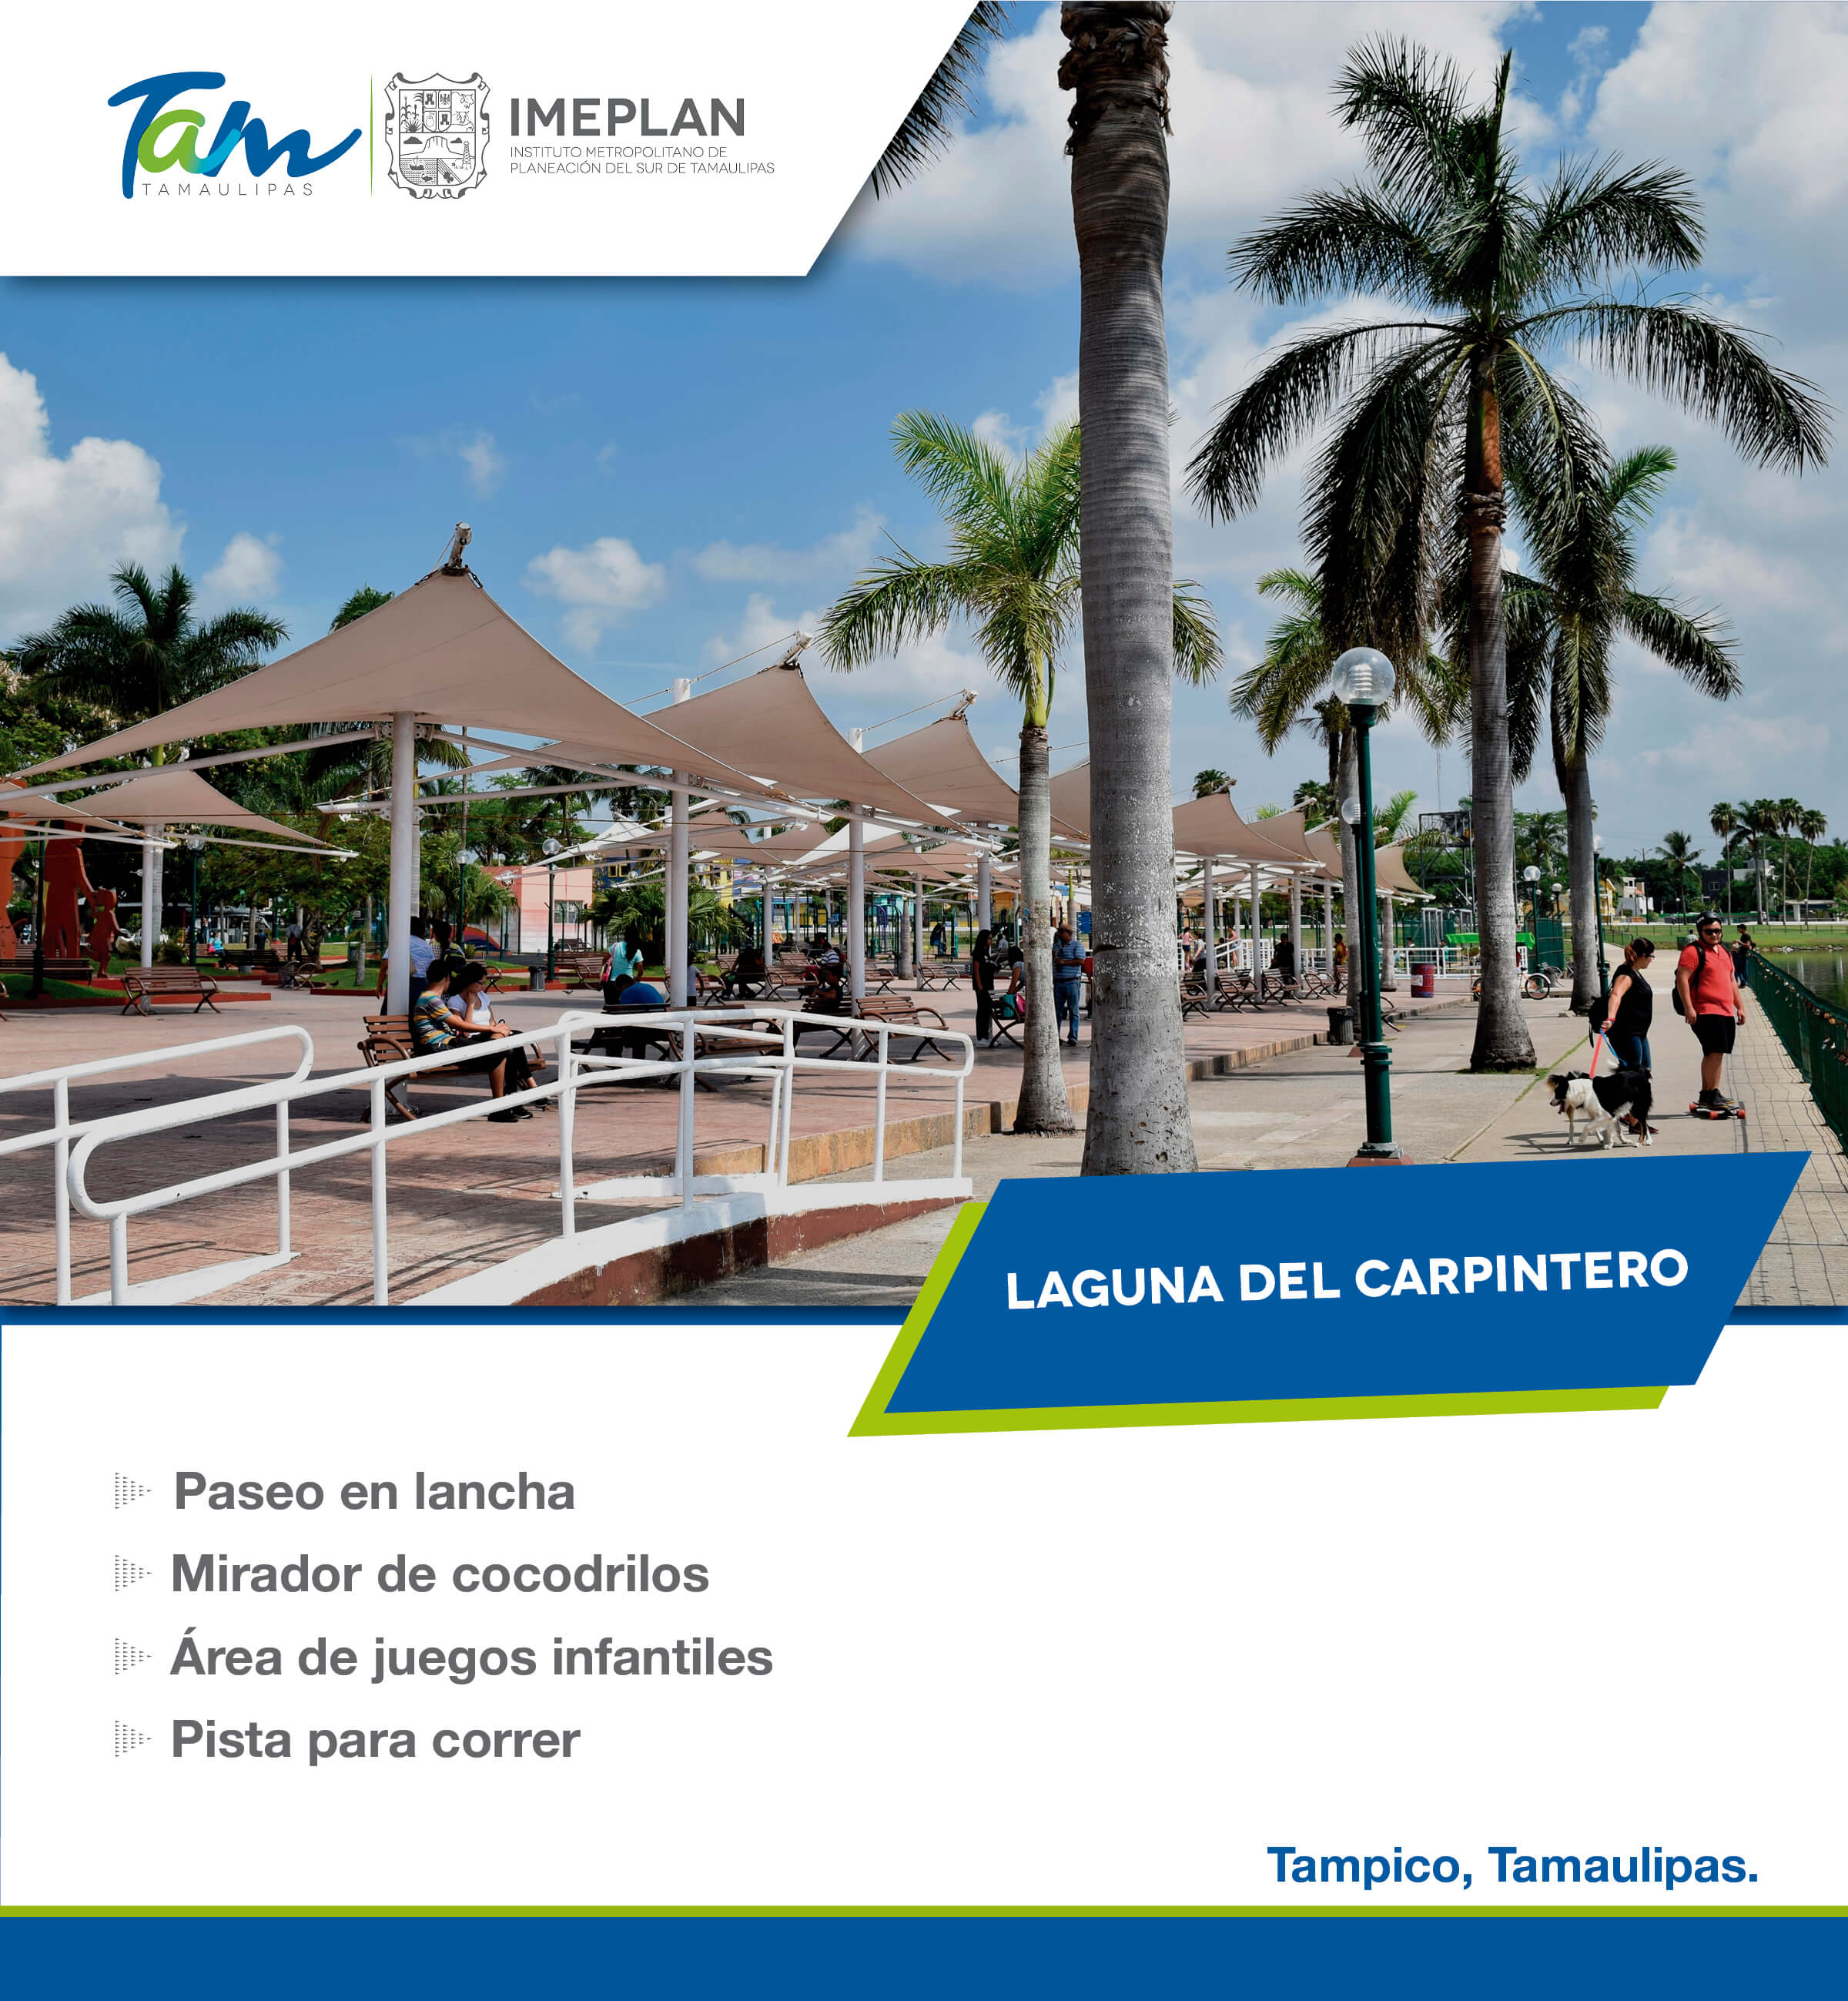 Tam
TAMAULIPAS
IMEPLAN
INSTITUTO METROPOLITANO DE
PLANEACIÓN DEL SUR DE TAMAULIPAS
LAGUNA DEL CARPINTERO
Paseo en lancha
Mirador de cocodrilos
Área de juegos infantiles
Pista para correr
Tampico, Tamaulipas.